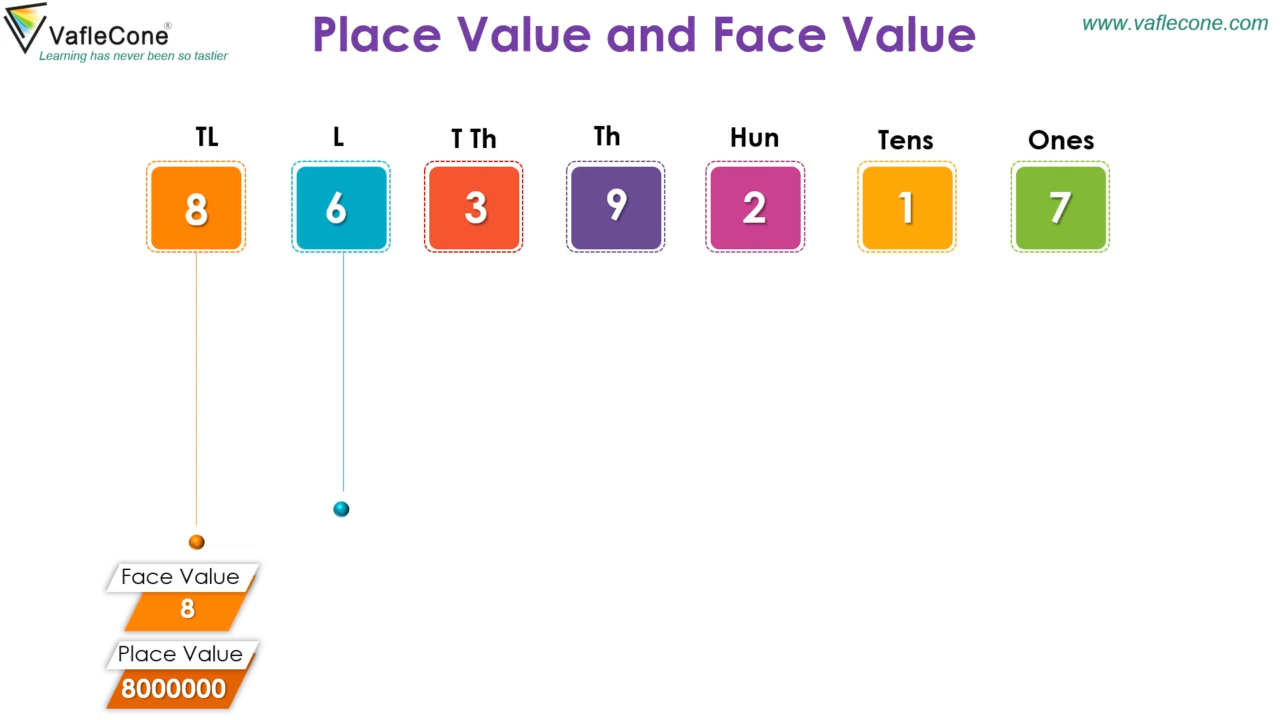 VafleCone®
Learning has never been so tastier
Place Value and Face Value
www.vaflecone.com
TL L T Th Th Hun Tens Ones
8 6 3 9 2 1 7
Face Value
8
Place Value
8000000